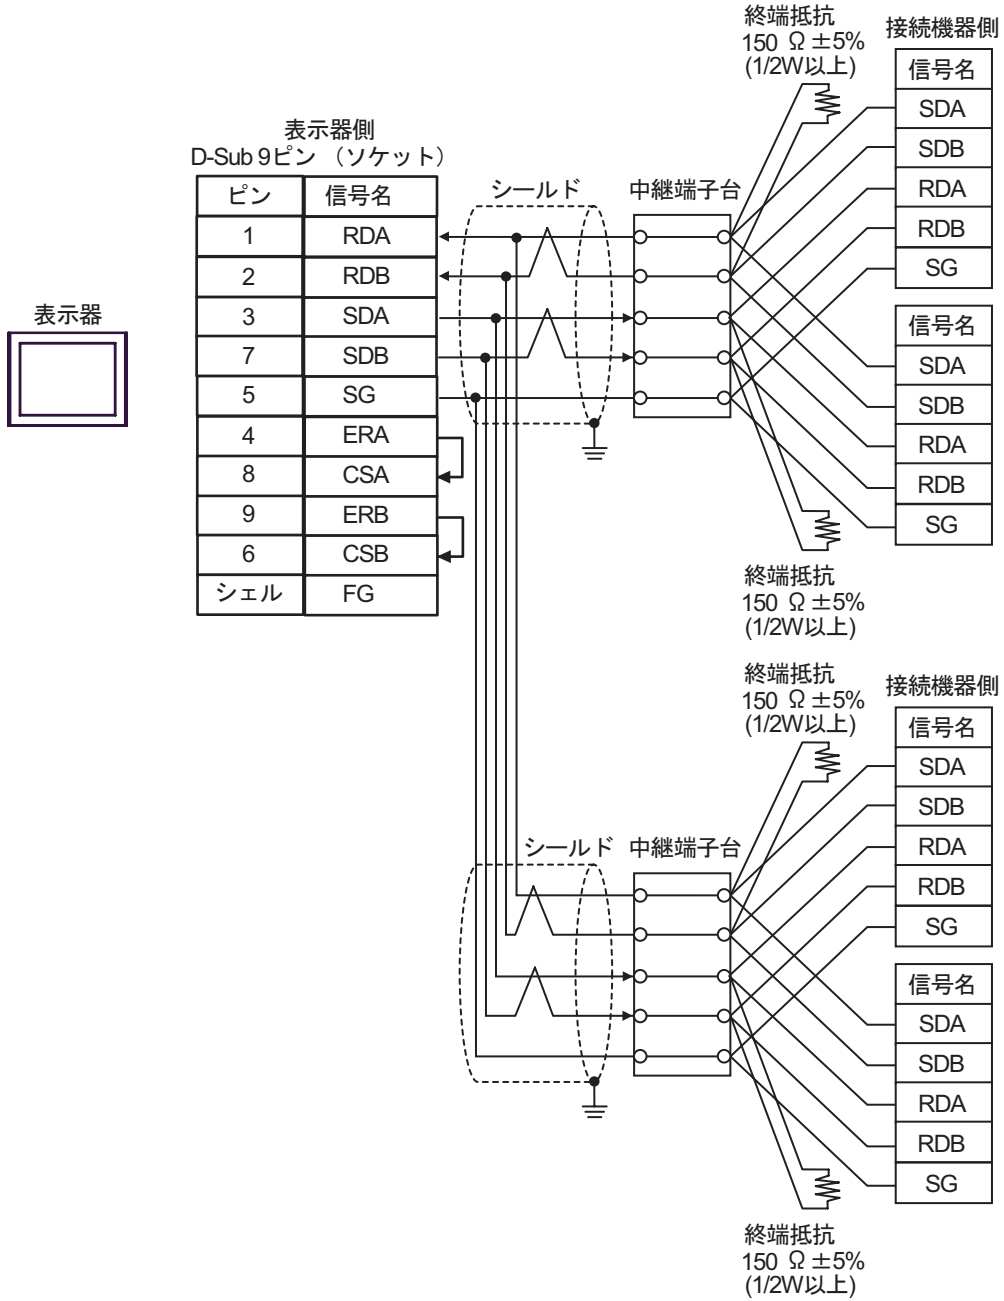 表示器
表示器側
D-Sub 9ピン （ソケット）
ピン 信号名
1 RDA
2 RDB
3 SDA
7 SDB
5 SG
4 ERA
8 CSA
9 ERB
6 CSB
シェル FG
シールド
中継端子台
終端抵抗
150 Ω ±5%
(1/2W以上)
接続機器側
信号名
SDA
SDB
RDA
RDB
SG
信号名
SDA
SDB
RDA
RDB
SG
終端抵抗
150 Ω ±5%
(1/2W以上)
シールド
中継端子台
終端抵抗
150 Ω ±5%
(1/2W以上)
接続機器側
信号名
SDA
SDB
RDA
RDB
SG
信号名
SDA
SDB
RDA
RDB
SG
終端抵抗
150 Ω ±5%
(1/2W以上)